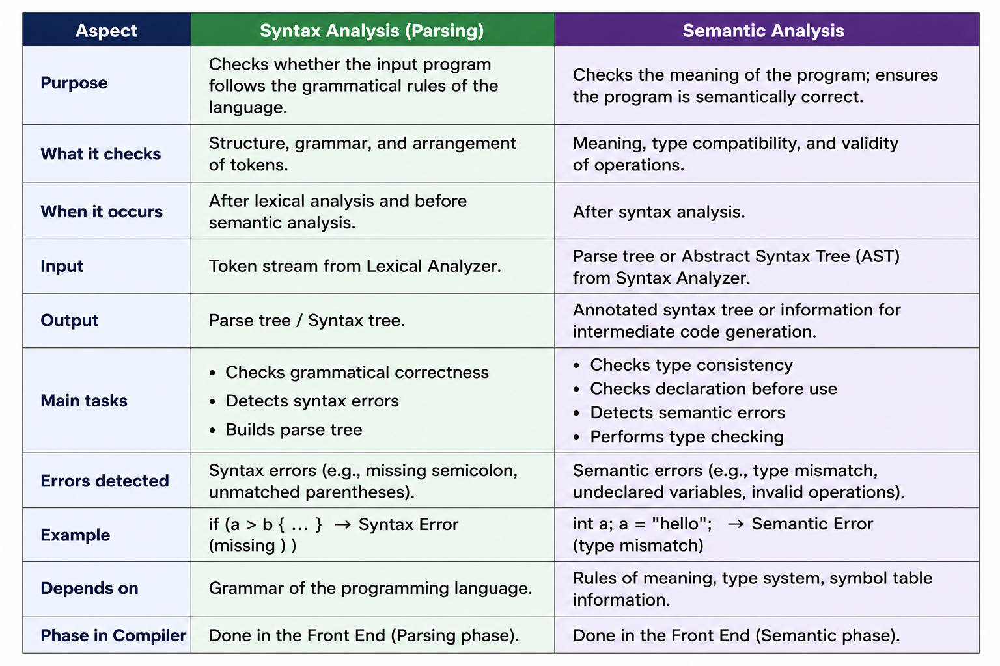 Aspect
Syntax Analysis (Parsing)
Semantic Analysis
Purpose
Checks whether the input program
follows the grammatical rules of the
language.
Checks the meaning of the program; ensures
the program is semantically correct.
What it checks
Structure, grammar, and arrangement
of tokens.
Meaning, type compatibility, and validity
of operations.
When it occurs
After lexical analysis and before
semantic analysis.
After syntax analysis.
Input
Token stream from Lexical Analyzer.
Parse tree or Abstract Syntax Tree (AST)
from Syntax Analyzer.
Output
Parse tree / Syntax tree.
Annotated syntax tree or information for
intermediate code generation.
Main tasks
• Checks grammatical correctness
• Detects syntax errors
• Builds parse tree
• Checks type consistency
• Checks declaration before use
• Detects semantic errors
• Performs type checking
Errors detected
Syntax errors (e.g., missing semicolon,
unmatched parentheses).
Semantic errors (e.g., type mismatch,
undeclared variables, invalid operations).
Example
if (a > b { ... } → Syntax Error
(missing ) )
int a; a = "hello"; → Semantic Error
(type mismatch)
Depends on
Grammar of the programming language.
Rules of meaning, type system, symbol table
information.
Phase in Compiler
Done in the Front End (Parsing phase).
Done in the Front End (Semantic phase).